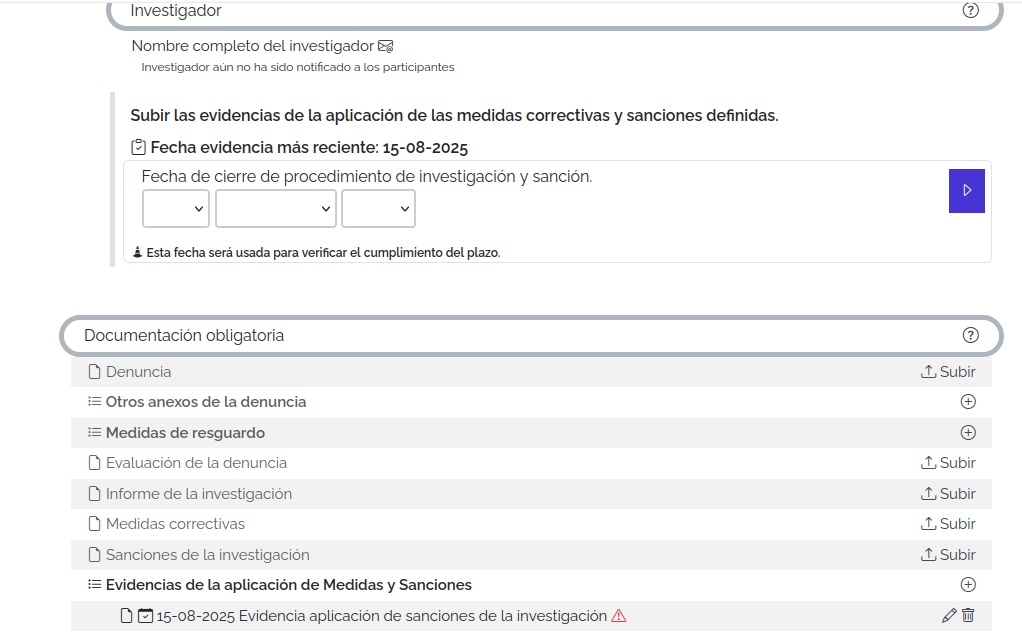 Investigador
Nombre completo del investigador
Investigador aún no ha sido notificado a los participantes
Subir las evidencias de la aplicación de las medidas correctivas y sanciones definidas.
Fecha evidencia más reciente: 15-08-2025
Fecha de cierre de procedimiento de investigación y sanción.
Esta fecha será usada para verificar el cumplimiento del plazo.
Documentación obligatoria
Denuncia Subir
Otros anexos de la denuncia
Medidas de resguardo
Evaluación de la denuncia Subir
Informe de la investigación Subir
Medidas correctivas Subir
Sanciones de la investigación Subir
Evidencias de la aplicación de Medidas y Sanciones
15-08-2025 Evidencia aplicación de sanciones de la investigación